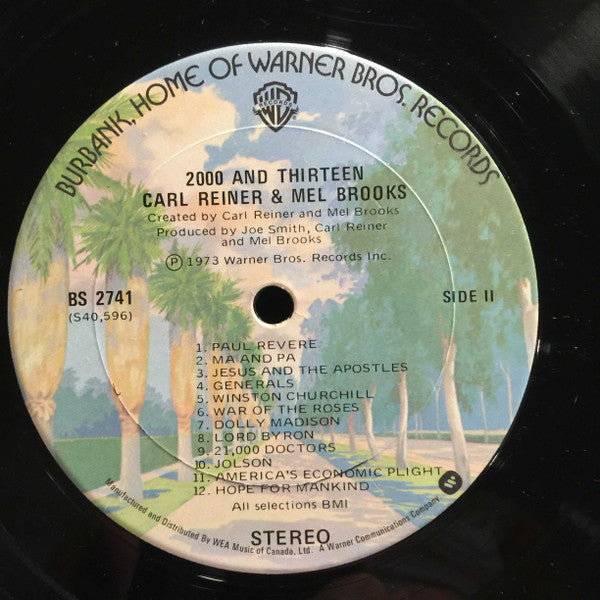 BURBANK, HOME OF WARNER BROS. RECORDS
WB
RECORDS
2000 AND THIRTEEN
CARL REINER & MEL BROOKS
Created by Carl Reiner and Mel Brooks
Produced by Joe Smith, Carl Reiner
and Mel Brooks
Ⓟ 1973 Warner Bros. Records Inc.
BS 2741
(S40,596)
SIDE II
1. PAUL REVERE
2. MA AND PA
3. JESUS AND THE APOSTLES
4. GENERALS
5. WINSTON CHURCHILL
6. WAR OF THE ROSES
7. DOLLY MADISON
8. LORD BYRON
9. 21,000 DOCTORS
10. JOLSON
11. AMERICA'S ECONOMIC PLIGHT
12. HOPE FOR MANKIND
All selections BMI
STEREO
Manufactured and Distributed By WEA Music of Canada, Ltd. A Warner Communications Company